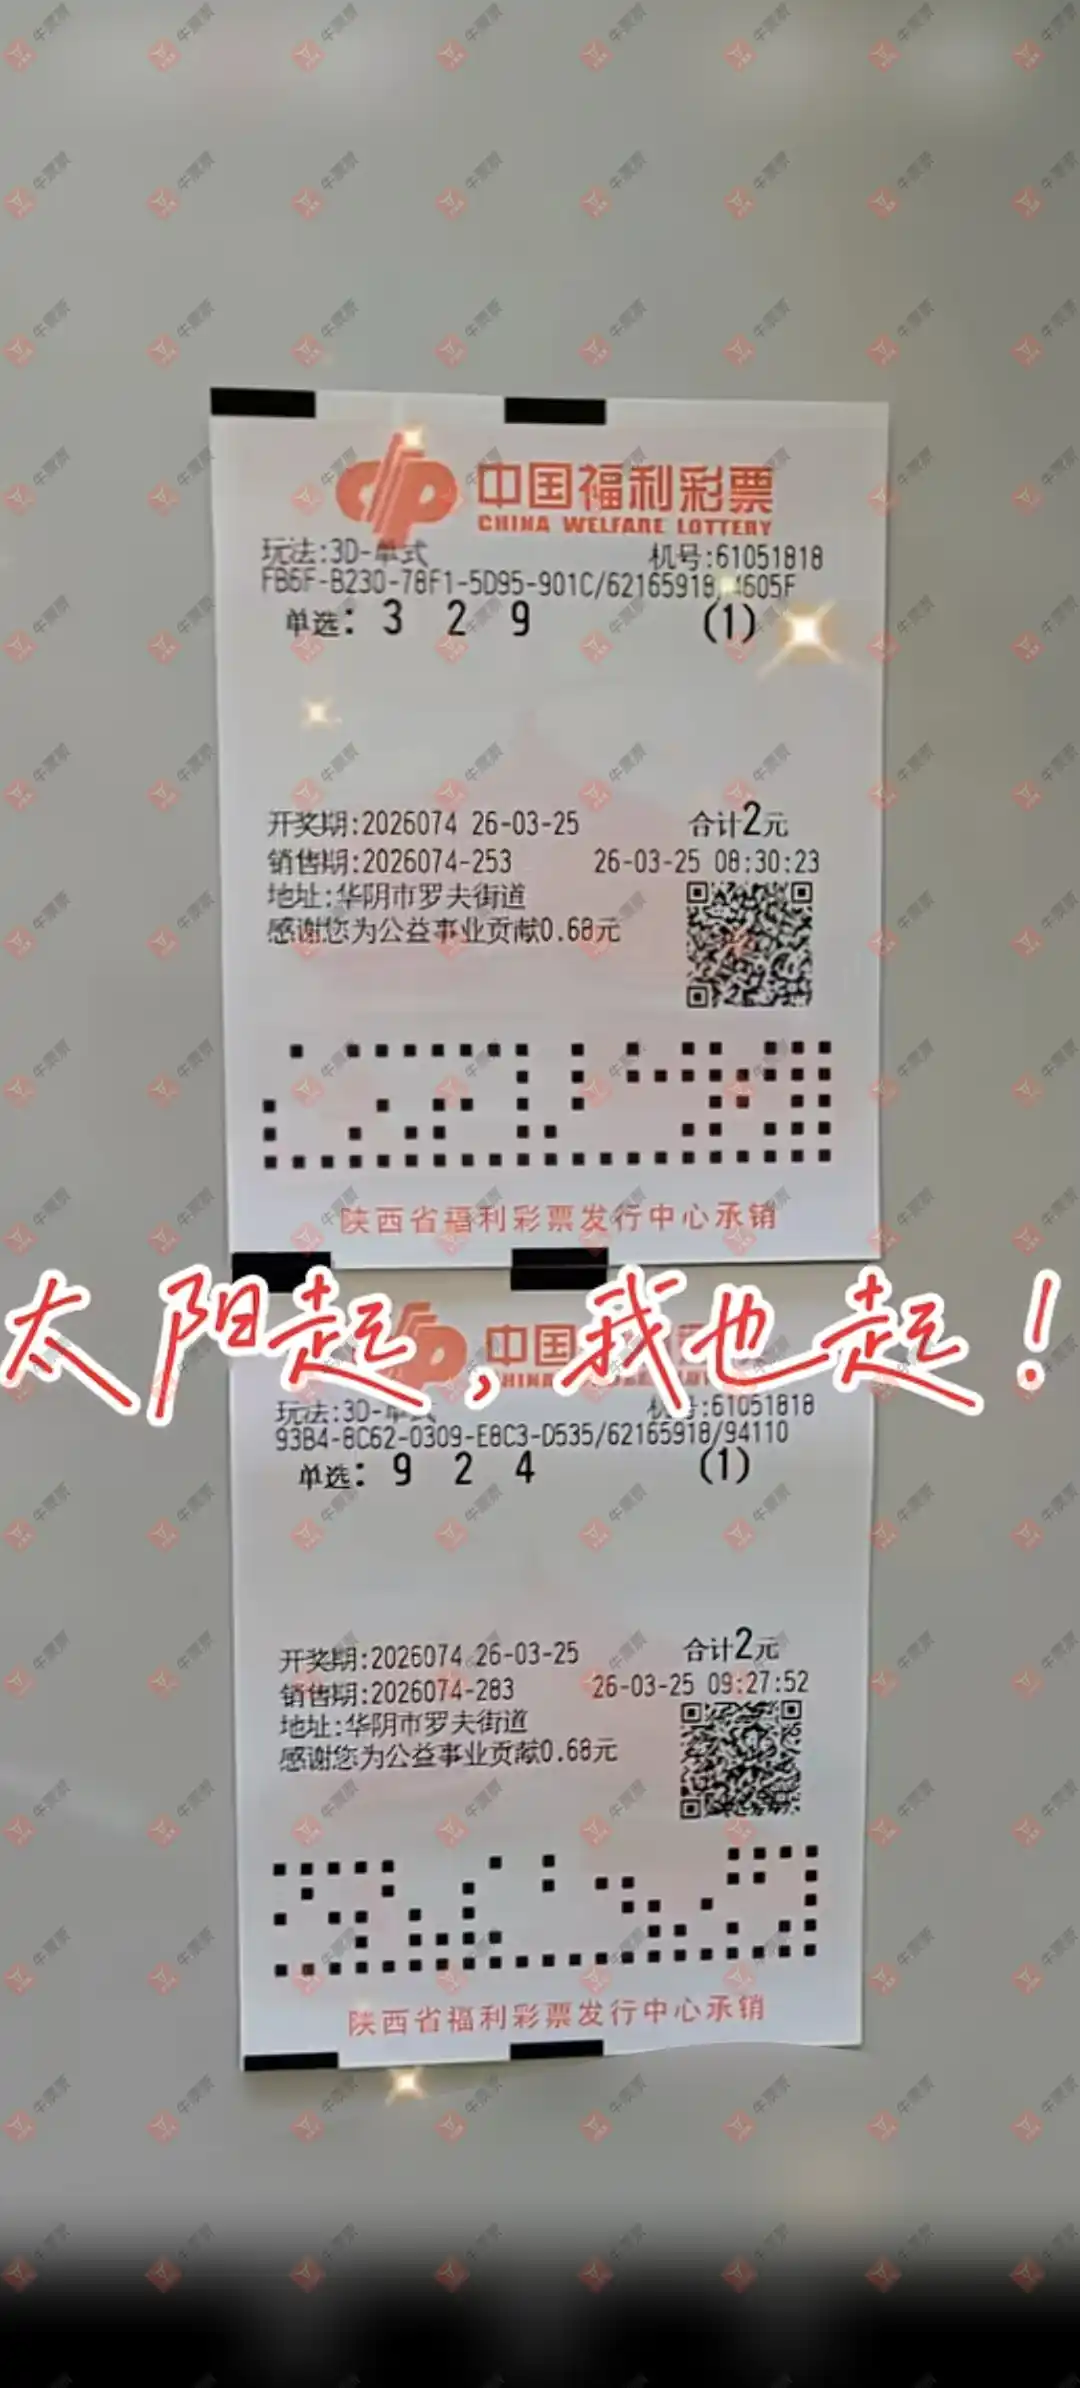 中国福利彩票
CHINA WELFARE LOTTERY
玩法:3D-单式 机号:61051818
FB6F-B230-78F1-5D95-901C/62165918/4605F
单选: 3 2 9 (1)
开奖期:2026074 26-03-25 合计2元
销售期:2026074-253 26-03-25 08:30:23
地址:华阴市罗夫街道
感谢您为公益事业贡献0.68元
陕西省福利彩票发行中心承销
太阳起,我也起!
中国
玩法:3D-单式 机号:61051818
93B4-8C62-0309-E8C3-D535/62165918/94110
单选: 9 2 4 (1)
开奖期:2026074 26-03-25 合计2元
销售期:2026074-283 26-03-25 09:27:52
地址:华阴市罗夫街道
感谢您为公益事业贡献0.68元
陕西省福利彩票发行中心承销